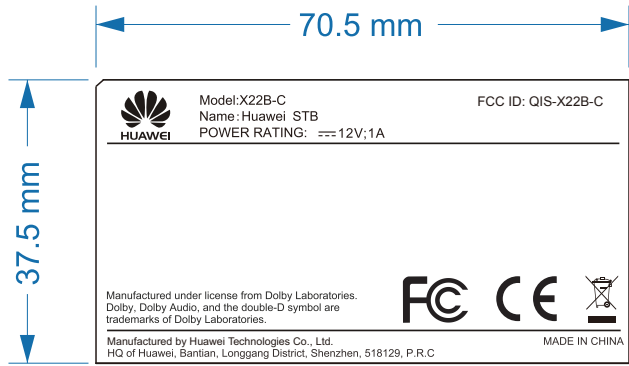 70.5 mm
37.5 mm
HUAWEI
Model:X22B-C
Name:Huawei STB
POWER RATING: ⎓12V;1A
FCC ID: QIS-X22B-C
Manufactured under license from Dolby Laboratories.
Dolby, Dolby Audio, and the double-D symbol are
trademarks of Dolby Laboratories.
FC CE
Manufactured by Huawei Technologies Co., Ltd.
HQ of Huawei, Bantian, Longgang District, Shenzhen, 518129, P.R.C
MADE IN CHINA